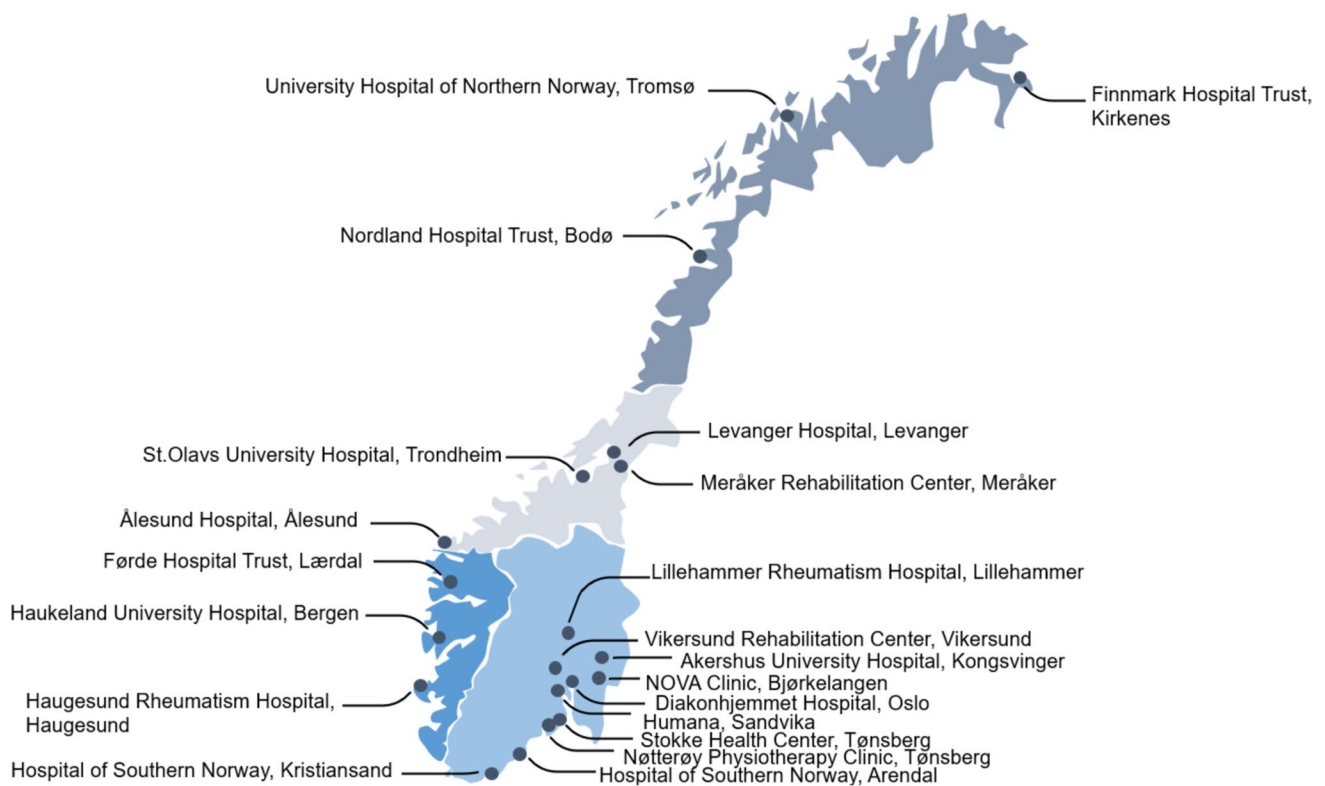 University Hospital of Northern Norway, Tromsø
Finnmark Hospital Trust,
Kirkenes
Nordland Hospital Trust, Bodø
Levanger Hospital, Levanger
St.Olavs University Hospital, Trondheim
Meråker Rehabilitation Center, Meråker
Ålesund Hospital, Ålesund
Førde Hospital Trust, Lærdal
Lillehammer Rheumatism Hospital, Lillehammer
Haukeland University Hospital, Bergen
Vikersund Rehabilitation Center, Vikersund
Akershus University Hospital, Kongsvinger
NOVA Clinic, Bjørkelangen
Haugesund Rheumatism Hospital,
Haugesund
Diakonhjemmet Hospital, Oslo
Humana, Sandvika
Stokke Health Center, Tønsberg
Nøtterøy Physiotherapy Clinic, Tønsberg
Hospital of Southern Norway, Kristiansand
Hospital of Southern Norway, Arendal